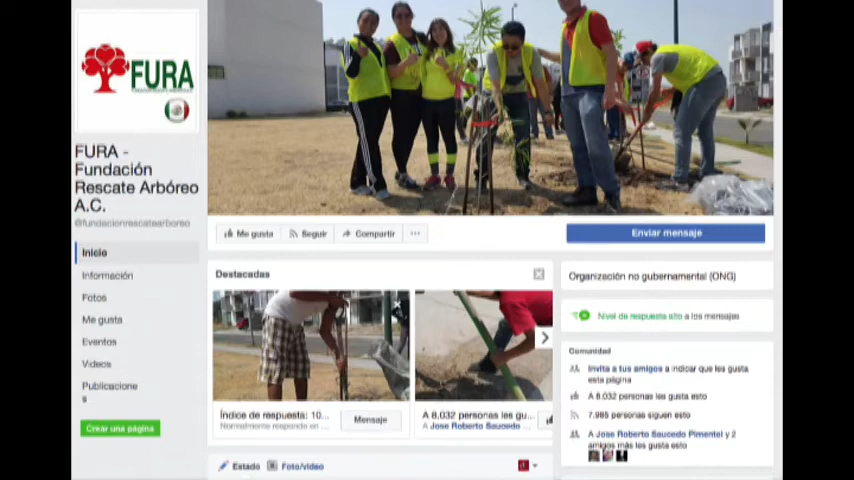 FURA
FURA -
Fundación
Rescate Arbóreo
A.C.
@fundacionrescatearboreo
Inicio
Información
Fotos
Me gusta
Eventos
Videos
Publicacione
s
Crear una página
Me gusta
Seguir
Compartir
...
Enviar mensaje
Destacadas
Índice de respuesta: 10...
Normalmente responde en ...
Mensaje
A 8.032 personas les gu...
A Jose Roberto Saucedo ...
Estado
Foto/video
Organización no gubernamental (ONG)
Nivel de respuesta alto a los mensajes
Comunidad
Invita a tus amigos a indicar que les gusta
esta página
A 8.032 personas les gusta esto
7.985 personas siguen esto
A Jose Roberto Saucedo Pimentel y 2
amigos más les gusta esto